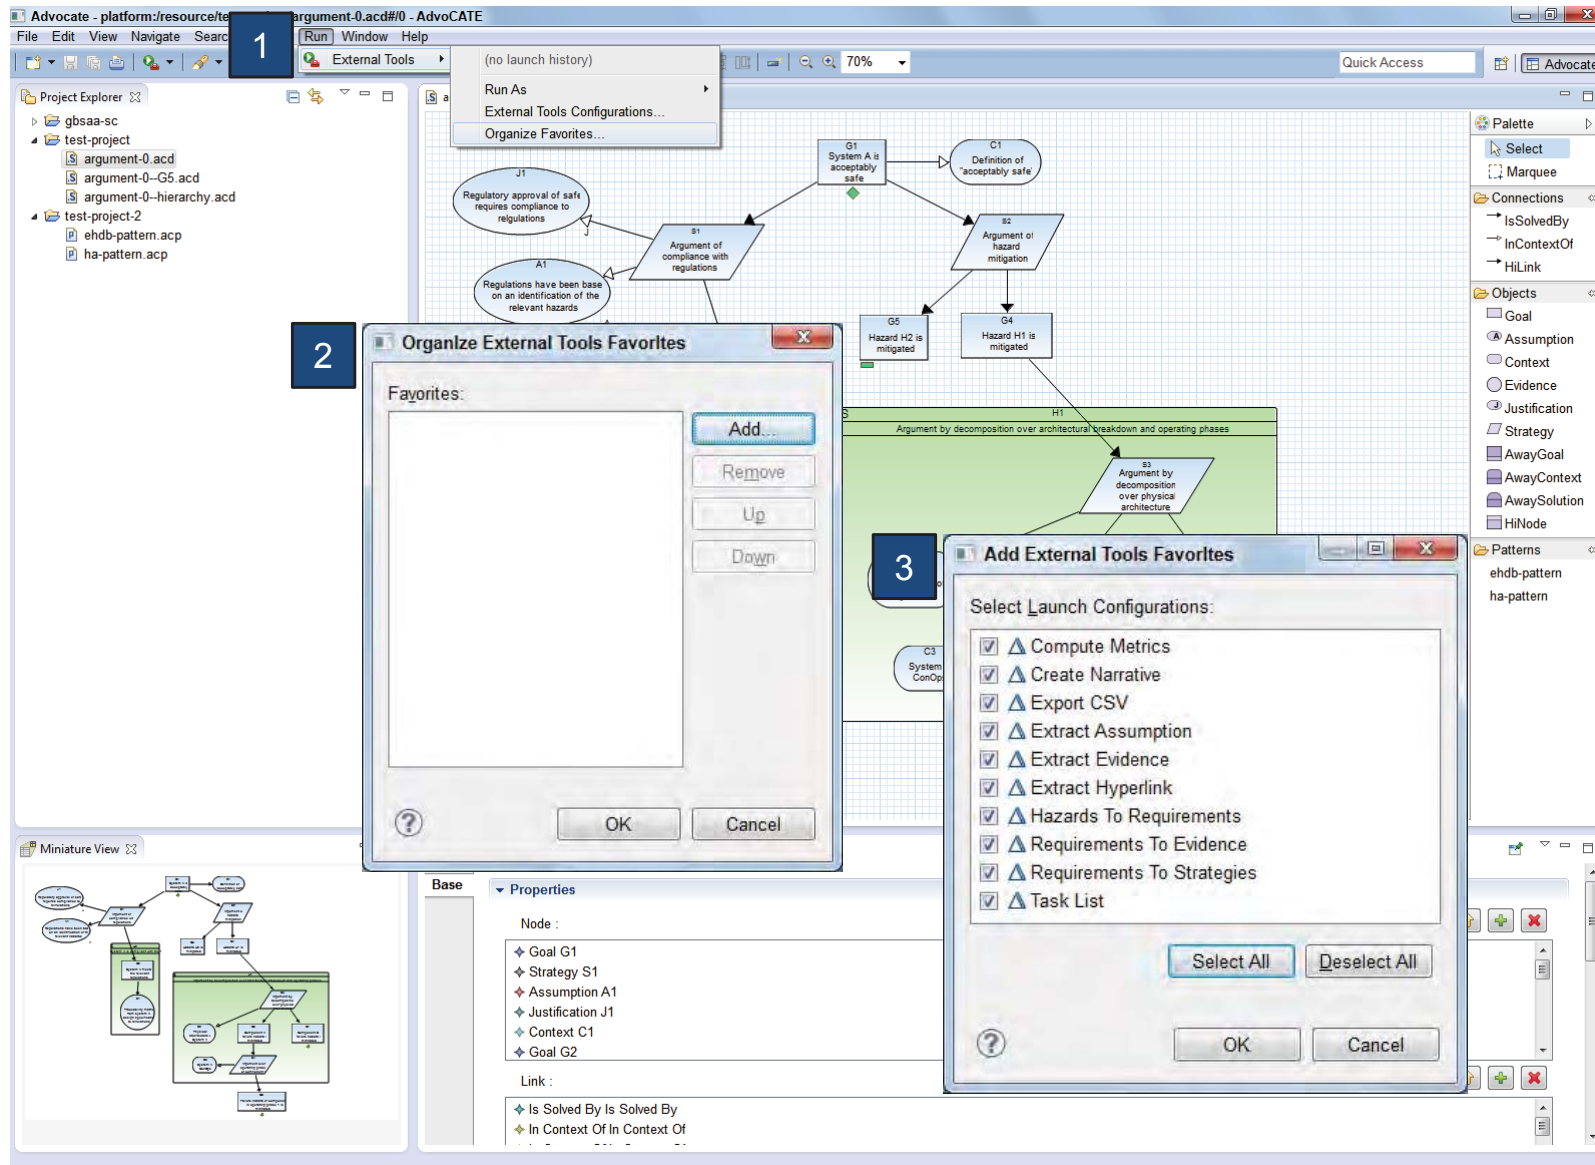 Advocate - platform:/resource/te argument-0.acd#/0 - AdvoCATE
File Edit View Navigate Searc Run Window Help
1
External Tools
(no launch history)
Run As
External Tools Configurations...
Organize Favorites...
70%
Quick Access
Advocate
Project Explorer
gbsaa-sc
test-project
argument-0.acd
argument-0--G5.acd
argument-0--hierarchy.acd
test-project-2
ehdb-pattern.acp
ha-pattern.acp
G1
System A is
acceptably
safe
C1
Definition of
"acceptably safe'
J1
Regulatory approval of safe
requires compliance to
relgulations
J
S1
Argument of
compliance with
regulations
S2
Argument of
hazard
mitigation
A1
Regulations have been base
on an identification of the
relevant hazards
G5
Hazard H2 is
mitigated
G4
Hazard H1 is
mitigated
H1
Argument by decomposition over architectural breakdown and operating phases
S3
Argument by
decomposition
over physical
architecture
C3
System
ConOp
Palette
Select
Marquee
Connections
IsSolvedBy
InContextOf
HiLink
Objects
Goal
Assumption
Context
Evidence
Justification
Strategy
AwayGoal
AwayContext
AwaySolution
HiNode
Patterns
ehdb-pattern
ha-pattern
2
Organize External Tools Favorites
Favorites:
Add...
Remove
Up
Down
OK
Cancel
3
Add External Tools Favorites
Select Launch Configurations:
Compute Metrics
Create Narrative
Export CSV
Extract Assumption
Extract Evidence
Extract Hyperlink
Hazards To Requirements
Requirements To Evidence
Requirements To Strategies
Task List
Select All
Deselect All
OK
Cancel
Miniature View
Base
Properties
Node :
Goal G1
Strategy S1
Assumption A1
Justification J1
Context C1
Goal G2
Link :
Is Solved By Is Solved By
In Context Of In Context Of